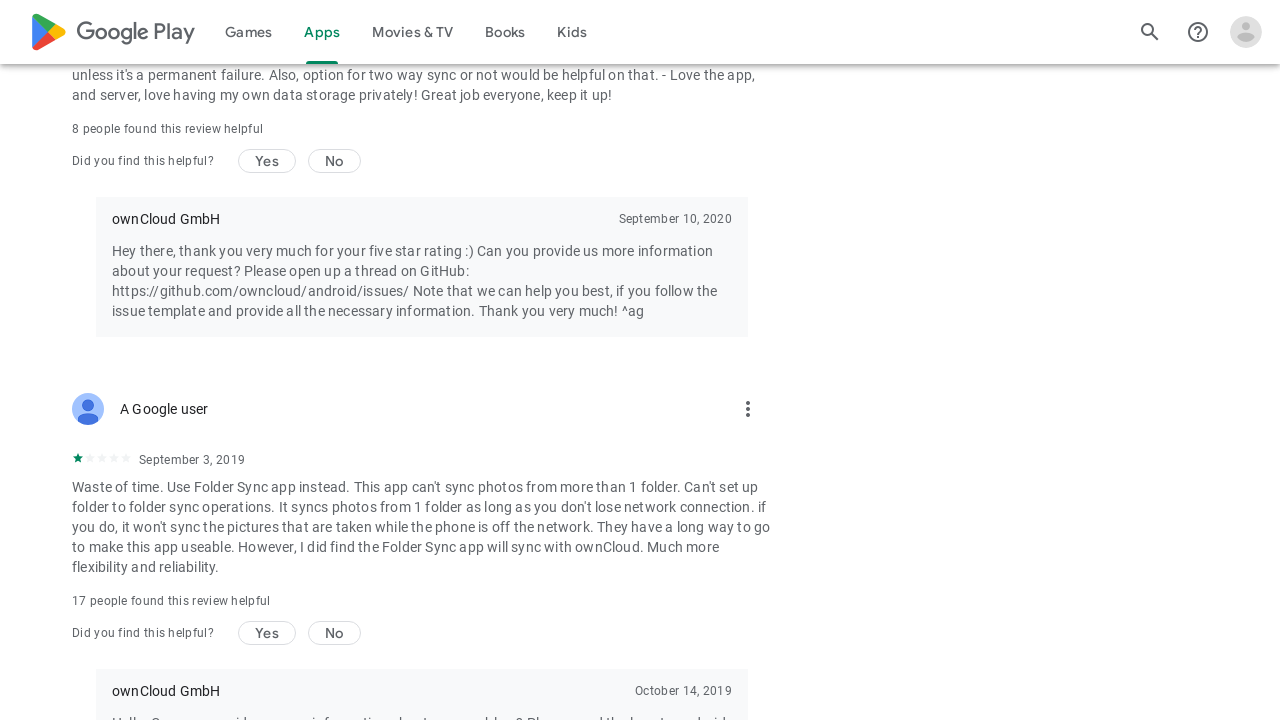 Google Play
Games
Apps
Movies & TV
Books
Kids
unless it's a permanent failure. Also, option for two way sync or not would be helpful on that. - Love the app,
and server, love having my own data storage privately! Great job everyone, keep it up!
8 people found this review helpful
Did you find this helpful?
Yes
No
ownCloud GmbH
September 10, 2020
Hey there, thank you very much for your five star rating :) Can you provide us more information
about your request? Please open up a thread on GitHub:
https://github.com/owncloud/android/issues/ Note that we can help you best, if you follow the
issue template and provide all the necessary information. Thank you very much! ^ag
A Google user
September 3, 2019
Waste of time. Use Folder Sync app instead. This app can't sync photos from more than 1 folder. Can't set up
folder to folder sync operations. It syncs photos from 1 folder as long as you don't lose network connection. if
you do, it won't sync the pictures that are taken while the phone is off the network. They have a long way to go
to make this app useable. However, I did find the Folder Sync app will sync with ownCloud. Much more
flexibility and reliability.
17 people found this review helpful
Did you find this helpful?
Yes
No
ownCloud GmbH
October 14, 2019